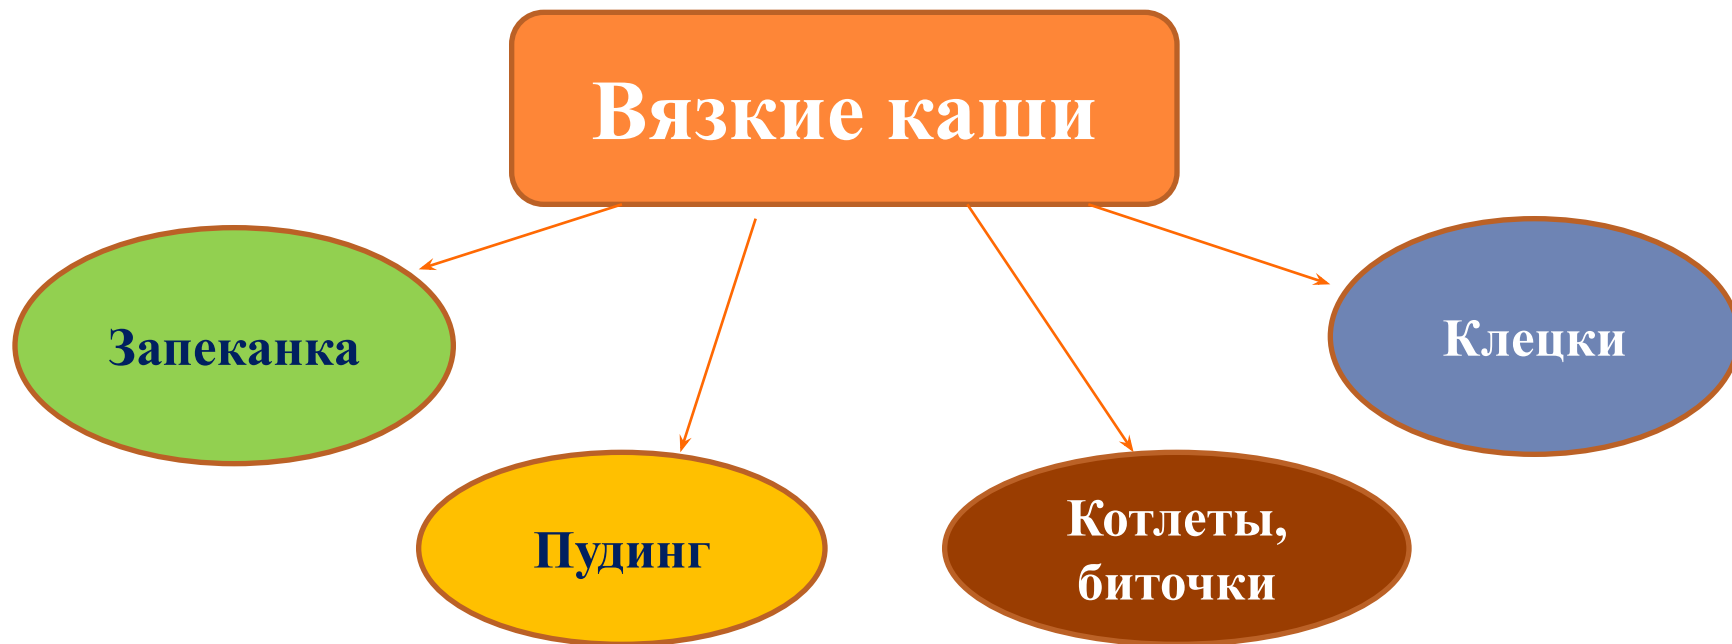 Вязкие каши
Запеканка
Клецки
Пудинг
Котлеты,
биточки